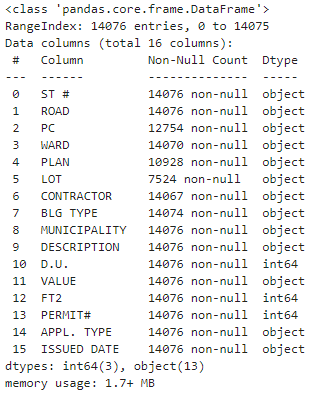 <class 'pandas.core.frame.DataFrame'>
RangeIndex: 14076 entries, 0 to 14075
Data columns (total 16 columns):
 #   Column        Non-Null Count  Dtype
---  ------        --------------  -----
 0   ST #          14076 non-null  object
 1   ROAD          14076 non-null  object
 2   PC            12754 non-null  object
 3   WARD          14070 non-null  object
 4   PLAN          10928 non-null  object
 5   LOT           7524 non-null   object
 6   CONTRACTOR    14067 non-null  object
 7   BLG TYPE      14074 non-null  object
 8   MUNICIPALITY  14076 non-null  object
 9   DESCRIPTION   14076 non-null  object
 10  D.U.          14076 non-null  int64
 11  VALUE         14076 non-null  object
 12  FT2           14076 non-null  int64
 13  PERMIT#       14076 non-null  int64
 14  APPL. TYPE    14076 non-null  object
 15  ISSUED DATE   14076 non-null  object
dtypes: int64(3), object(13)
memory usage: 1.7+ MB